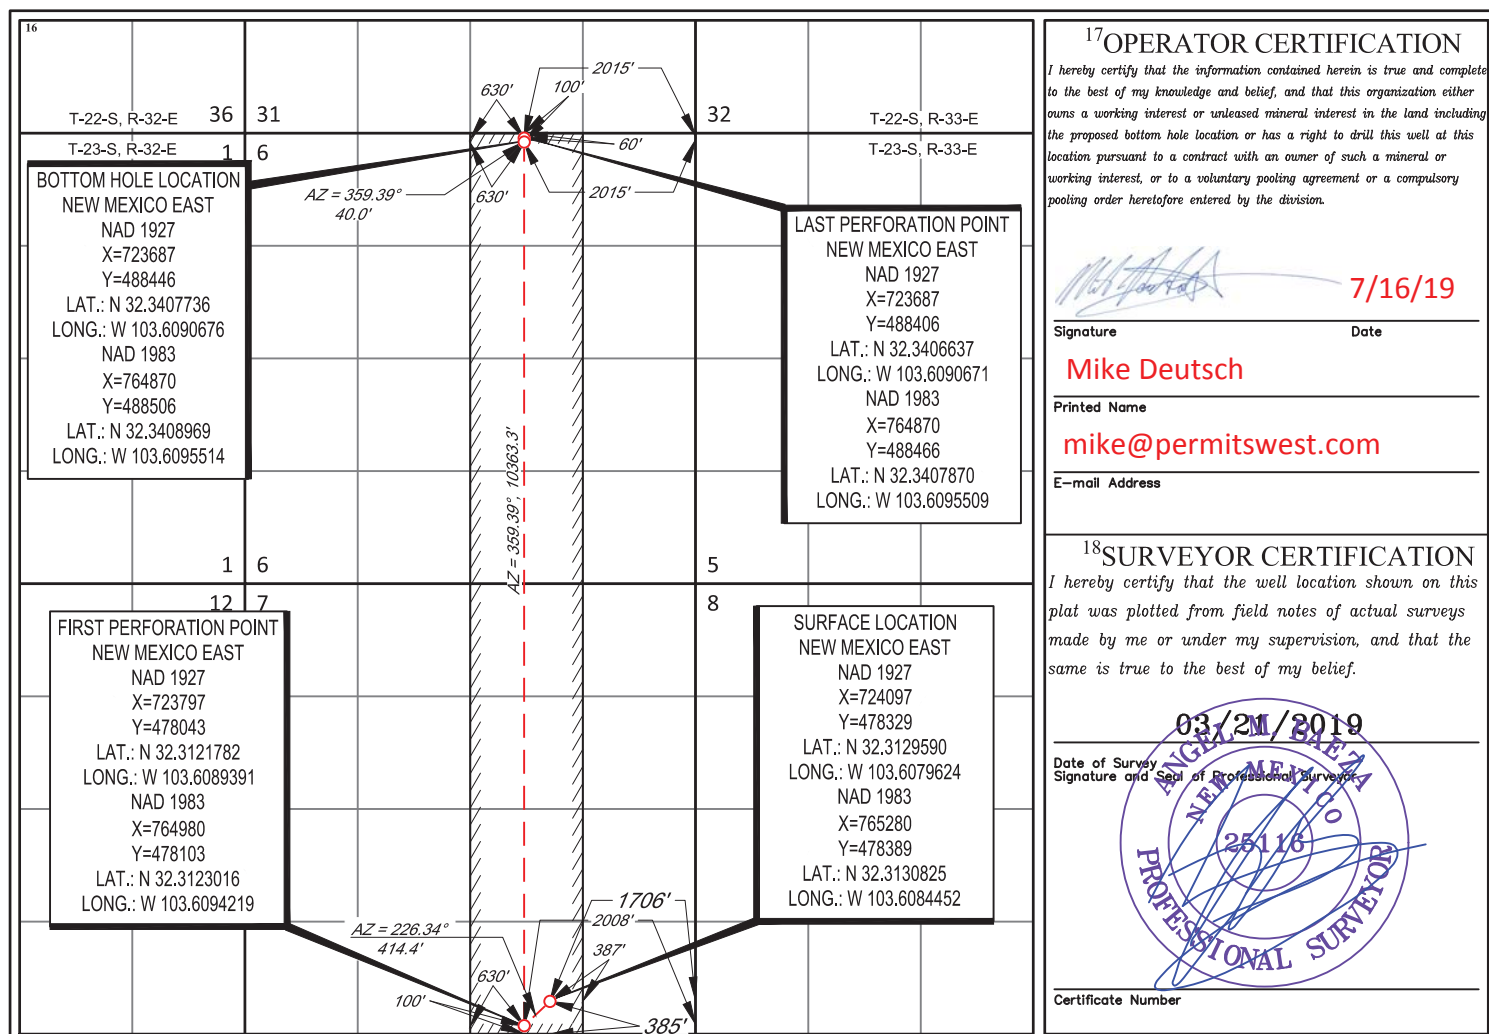 16
T-22-S, R-32-E
36
31
32
T-22-S, R-33-E
T-23-S, R-32-E
1
6
T-23-S, R-33-E
2015'
630'
100'
60'
630'
2015'
AZ = 359.39°
40.0'
BOTTOM HOLE LOCATION
NEW MEXICO EAST
NAD 1927
X=723687
Y=488446
LAT.: N 32.3407736
LONG.: W 103.6090676
NAD 1983
X=764870
Y=488506
LAT.: N 32.3408969
LONG.: W 103.6095514
LAST PERFORATION POINT
NEW MEXICO EAST
NAD 1927
X=723687
Y=488406
LAT.: N 32.3406637
LONG.: W 103.6090671
NAD 1983
X=764870
Y=488466
LAT.: N 32.3407870
LONG.: W 103.6095509
AZ = 359.39°, 10363.3'
1
6
5
12
7
8
FIRST PERFORATION POINT
NEW MEXICO EAST
NAD 1927
X=723797
Y=478043
LAT.: N 32.3121782
LONG.: W 103.6089391
NAD 1983
X=764980
Y=478103
LAT.: N 32.3123016
LONG.: W 103.6094219
SURFACE LOCATION
NEW MEXICO EAST
NAD 1927
X=724097
Y=478329
LAT.: N 32.3129590
LONG.: W 103.6079624
NAD 1983
X=765280
Y=478389
LAT.: N 32.3130825
LONG.: W 103.6084452
AZ = 226.34°
414.4'
1706'
2008'
387'
630'
100'
385'
17OPERATOR CERTIFICATION
I hereby certify that the information contained herein is true and complete
to the best of my knowledge and belief, and that this organization either
owns a working interest or unleased mineral interest in the land including
the proposed bottom hole location or has a right to drill this well at this
location pursuant to a contract with an owner of such a mineral or
working interest, or to a voluntary pooling agreement or a compulsory
pooling order heretofore entered by the division.
7/16/19
Signature Date
Mike Deutsch
Printed Name
mike@permitswest.com
E-mail Address
18SURVEYOR CERTIFICATION
I hereby certify that the well location shown on this
plat was plotted from field notes of actual surveys
made by me or under my supervision, and that the
same is true to the best of my belief.
03/21/2019
Date of Survey
Signature and Seal of Professional Surveyor
ANGEL M. BAEZA
NEW MEXICO
25116
PROFESSIONAL SURVEYOR
Certificate Number